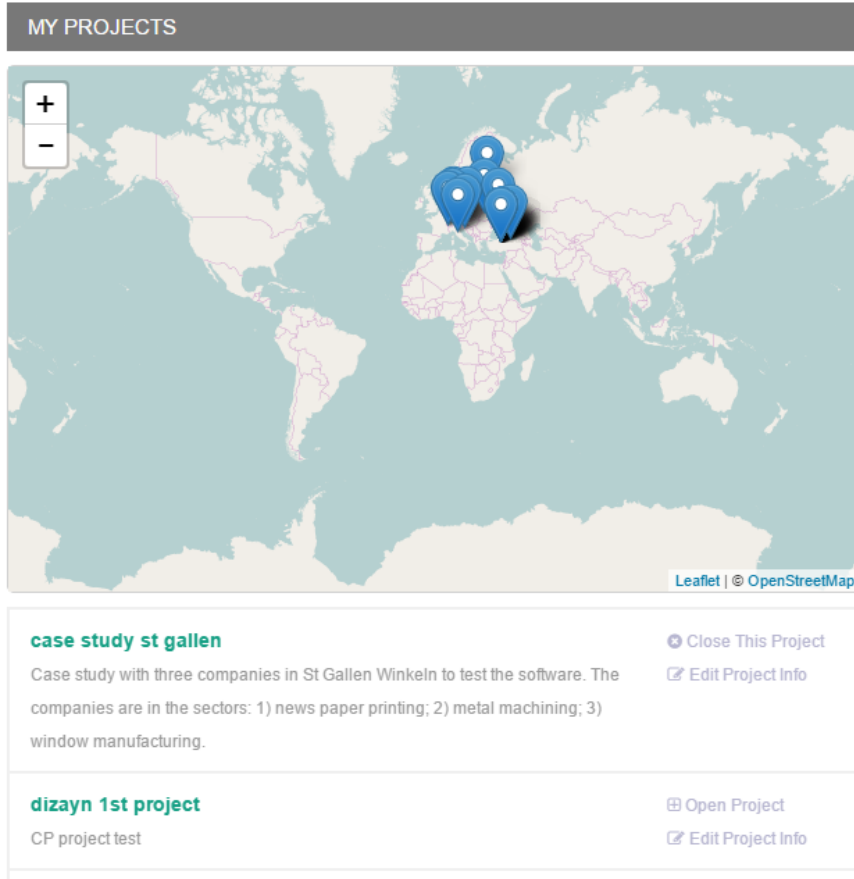 MY PROJECTS
+
−
Leaflet | © OpenStreetMap
case study st gallen
Close This Project
Case study with three companies in St Gallen Winkeln to test the software. The
Edit Project Info
companies are in the sectors: 1) news paper printing; 2) metal machining; 3)
window manufacturing.
dizayn 1st project
Open Project
CP project test
Edit Project Info